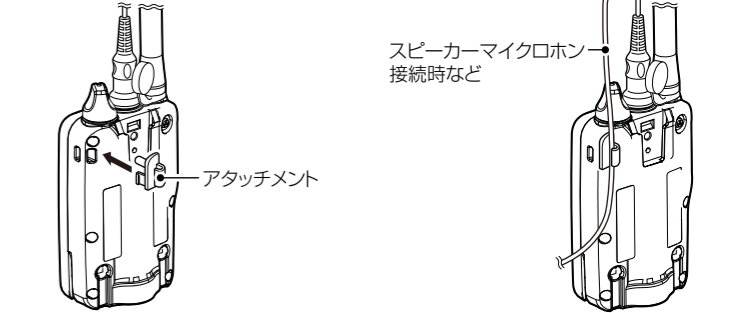 スピーカーマイクロホン
接続時など
アタッチメント